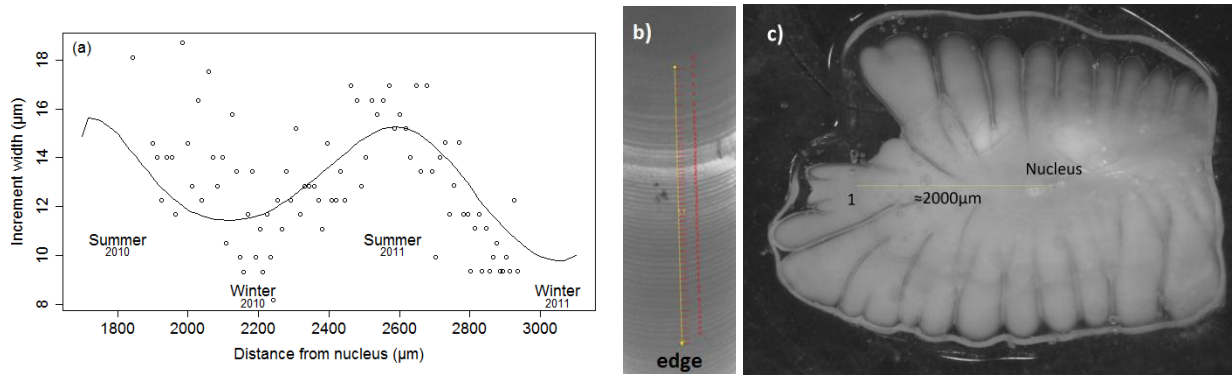 (a)
Increment width (µm)
18
16
14
12
10
8
Summer
2010
Winter
2010
Summer
2011
Winter
2011
1800
2000
2200
2400
2600
2800
3000
Distance from nucleus (µm)
b)
edge
c)
Nucleus
1
≈2000µm